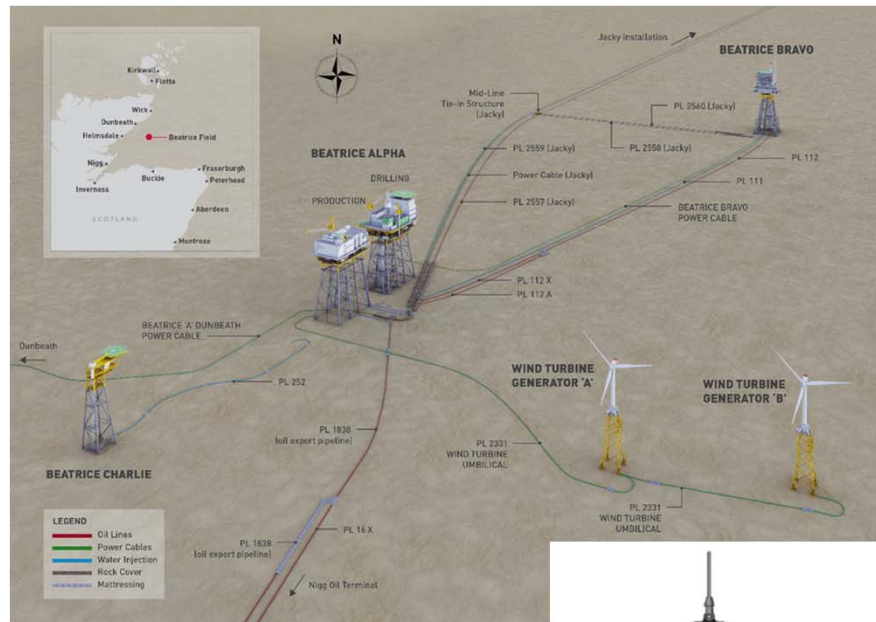 Kirkwall
Flotta
Wick
Dunbeath
Helmsdale
Beatrice Field
Nigg
Inverness
Buckie
Fraserburgh
Peterhead
Aberdeen
SCOTLAND
Montrose
N
Jacky Installation
BEATRICE BRAVO
Mid-Line
Tie-in Structure
(Jacky)
PL 2560 (Jacky)
PL 2559 (Jacky)
PL 2558 (Jacky)
PL 112
BEATRICE ALPHA
DRILLING
PRODUCTION
Power Cable (Jacky)
PL 111
PL 2557 (Jacky)
BEATRICE BRAVO
POWER CABLE
PL 112 X
PL 112 A
BEATRICE 'A' DUNBEATH
POWER CABLE
Dunbeath
PL 252
WIND TURBINE
GENERATOR 'A'
WIND TURBINE
GENERATOR 'B'
PL 1838
(oil export pipeline)
PL 2331
WIND TURBINE
UMBILICAL
BEATRICE CHARLIE
PL 2331
WIND TURBINE
UMBILICAL
LEGEND
Oil Lines
Power Cables
Water Injection
Rock Cover
Mattressing
PL 16 X
PL 1838
(oil export pipeline)
Nigg Oil Terminal